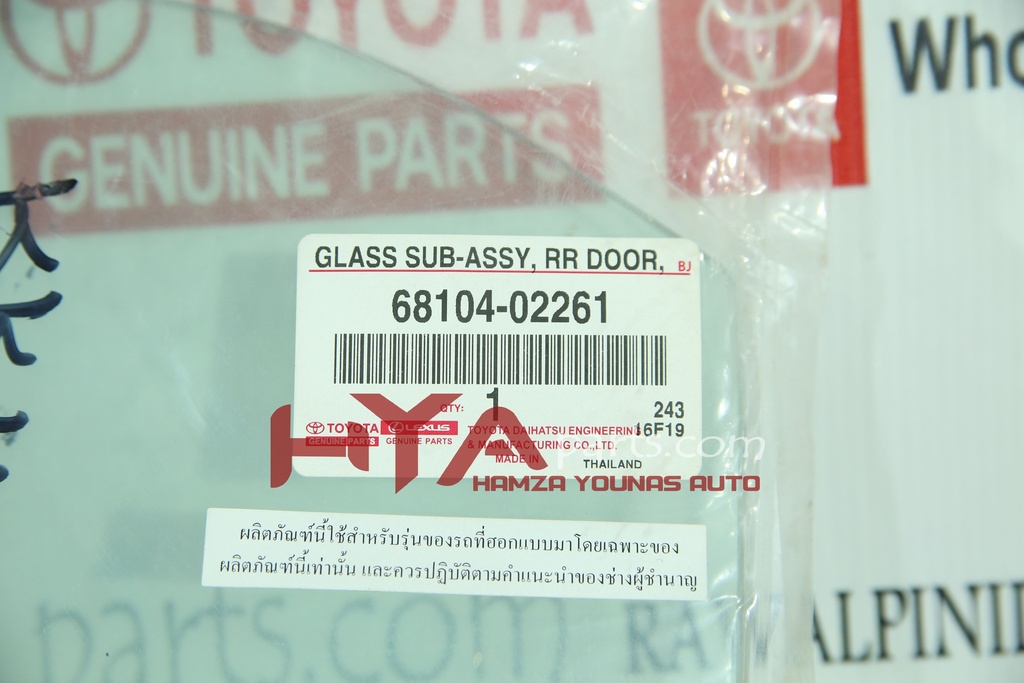 TOYOTA
TOYOTA
Who
GENUINE PARTS
GLASS SUB-ASSY, RR DOOR, BJ
68104-02261
QTY: 1
243
16F19
TOYOTA LEXUS
GENUINE PARTS GENUINE PARTS
TOYOTA DAIHATSU ENGINEERING
& MANUFACTURING CO.,LTD.
MADE IN THAILAND
HYA parts.com
HAMZA YOUNAS AUTO
ผลิตภัณฑ์นี้ใช้สำหรับรุ่นของรถที่ฮอกแบบมาโดยเฉพาะของ
ผลิตภัณฑ์นี้เท่านั้น และควรปฏิบัติตามคำแนะนำของช่างผู้ชำนาญ
parts.com
RA ALPINI